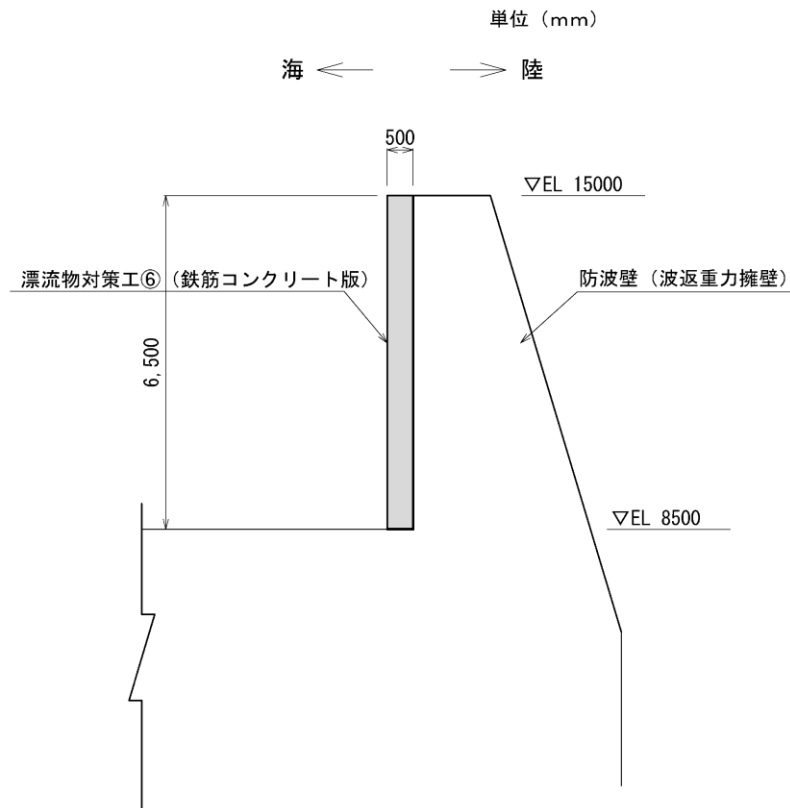 単位（ｍｍ）
海
陸
500
▽EL 15000
漂流物対策工⑥（鉄筋コンクリート版）
防波壁（波返重力擁壁）
6,500
▽EL 8500